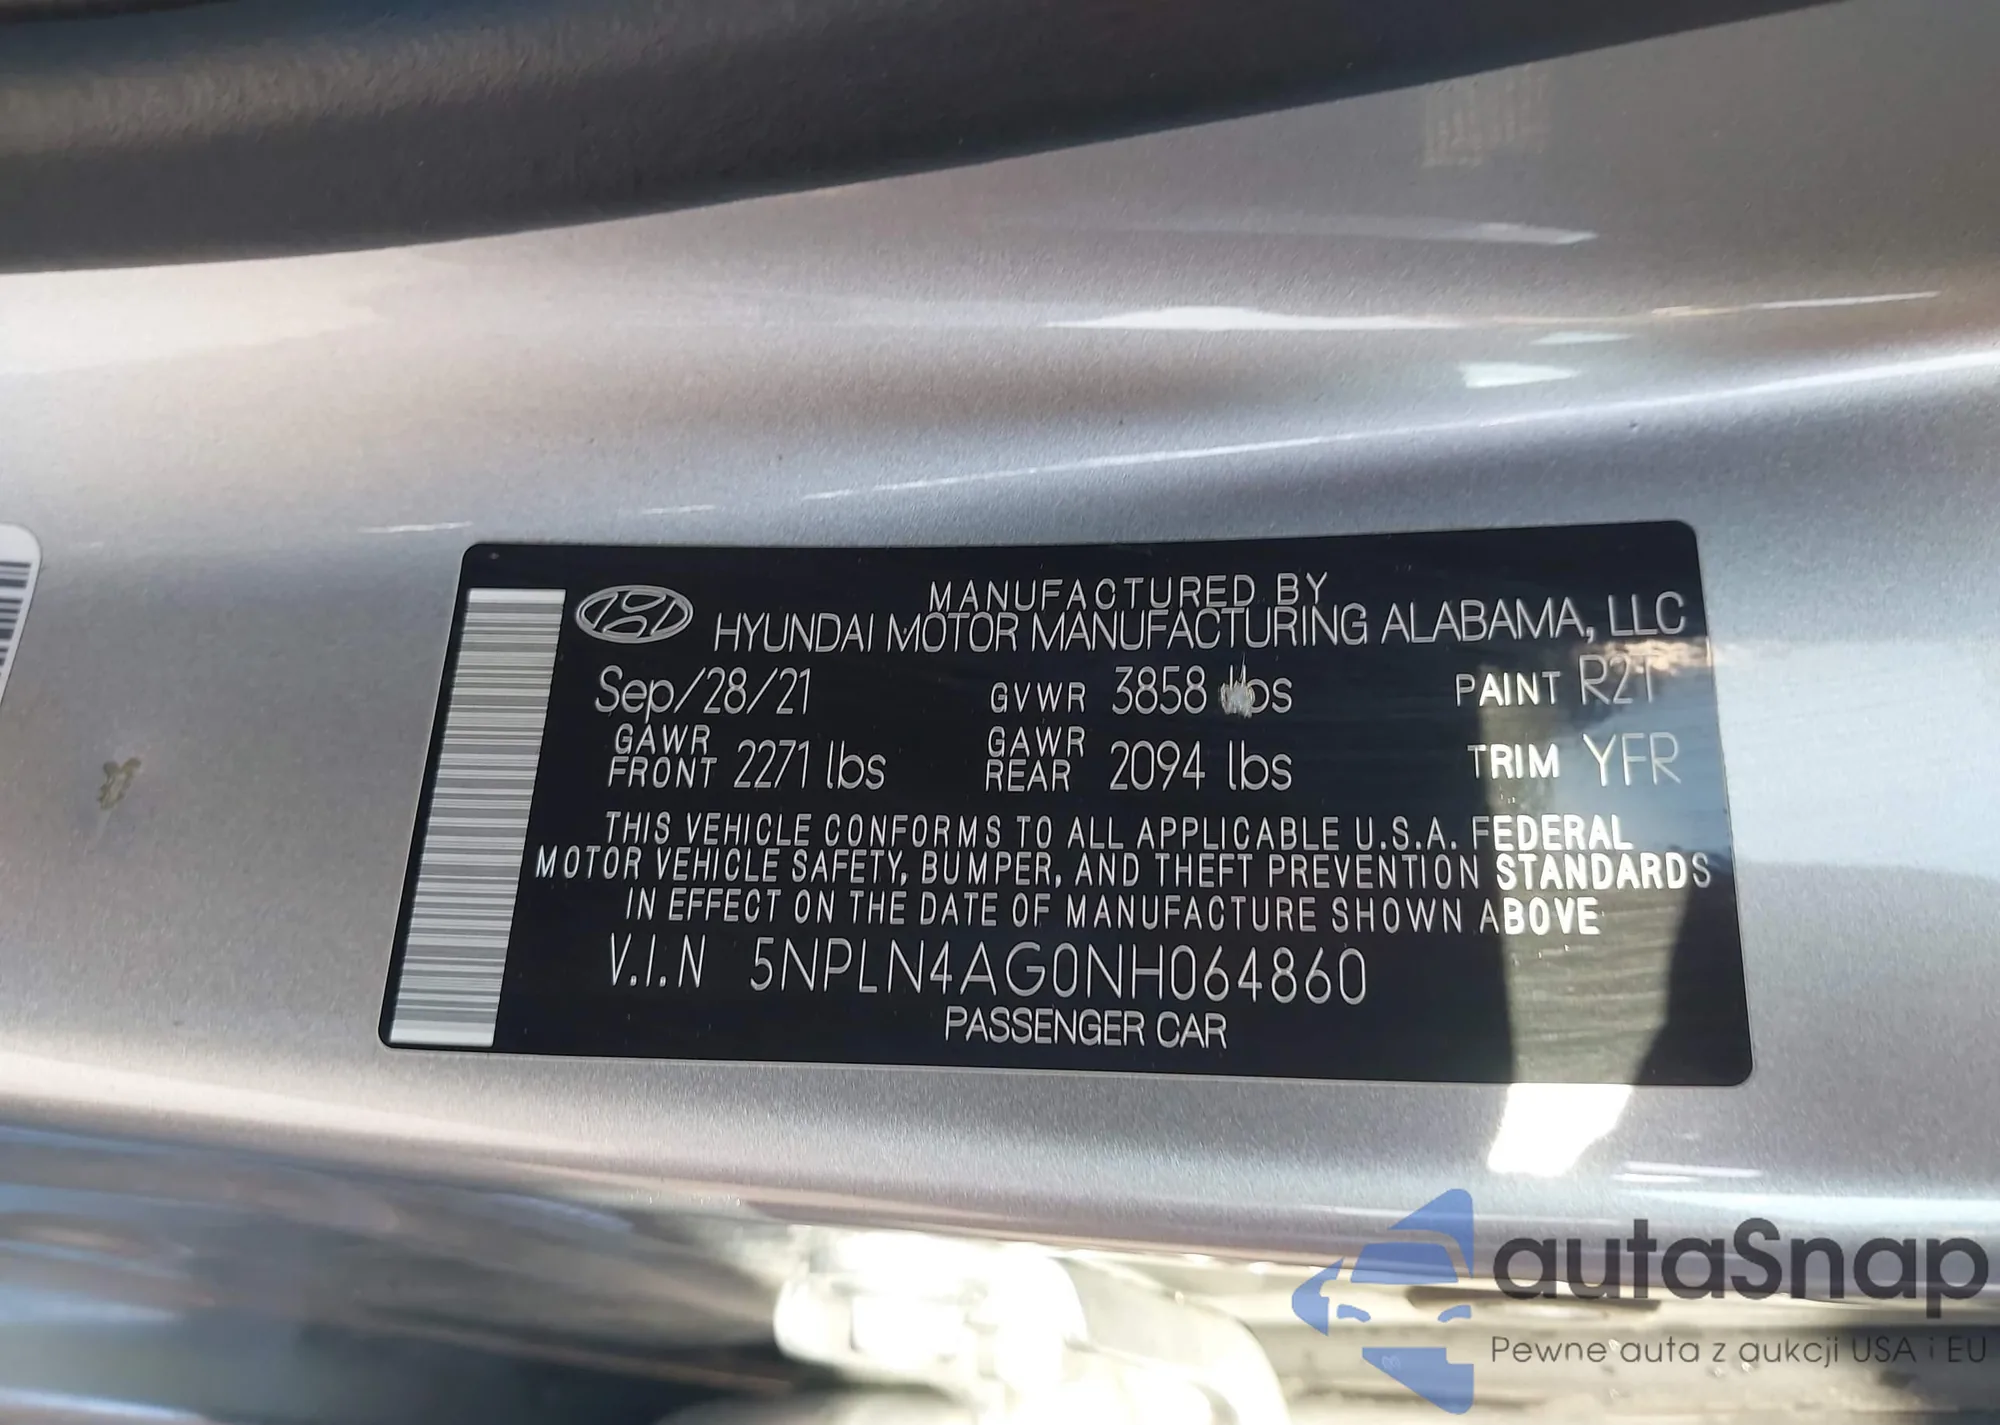 MANUFACTURED BY
HYUNDAI MOTOR MANUFACTURING ALABAMA, LLC
Sep/28/21 GVWR 3858 lbs PAINT R2T
GAWR FRONT 2271 lbs GAWR REAR 2094 lbs TRIM YFR
THIS VEHICLE CONFORMS TO ALL APPLICABLE U.S.A. FEDERAL
MOTOR VEHICLE SAFETY, BUMPER, AND THEFT PREVENTION STANDARDS
IN EFFECT ON THE DATE OF MANUFACTURE SHOWN ABOVE
V.I.N 5NPLN4AG0NH064860
PASSENGER CAR
autaSnap
Pewne auta z aukcji USA i EU